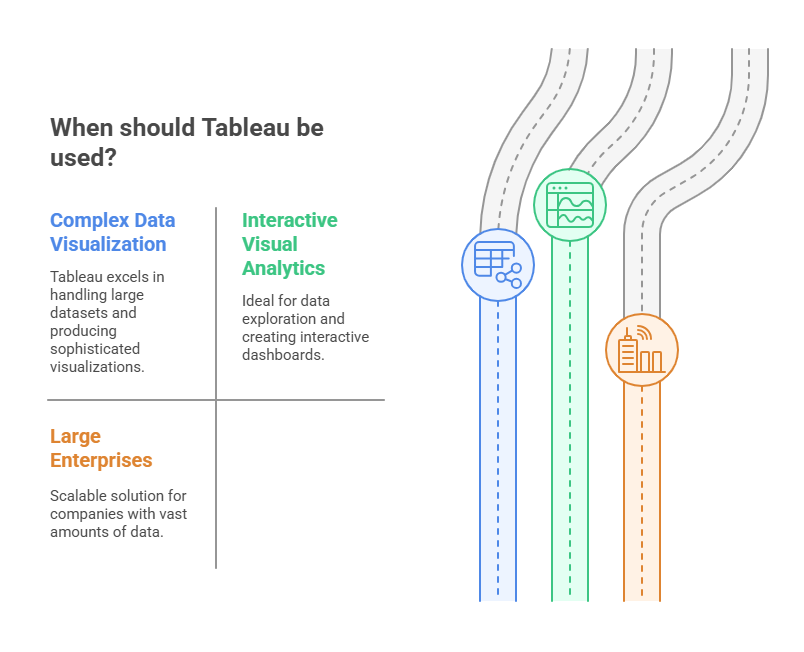 When should Tableau be
used?
Complex Data
Visualization
Tableau excels in
handling large
datasets and
producing
sophisticated
visualizations.
Interactive
Visual
Analytics
Ideal for data
exploration and
creating interactive
dashboards.
Large
Enterprises
Scalable solution for
companies with vast
amounts of data.